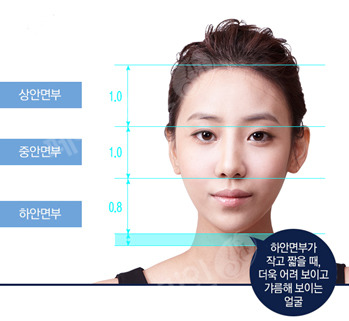 상안면부
1.0
중안면부
1.0
하안면부
0.8
하안면부가
작고 짧을 때,
더욱 어려 보이고
갸름해 보이는
얼굴